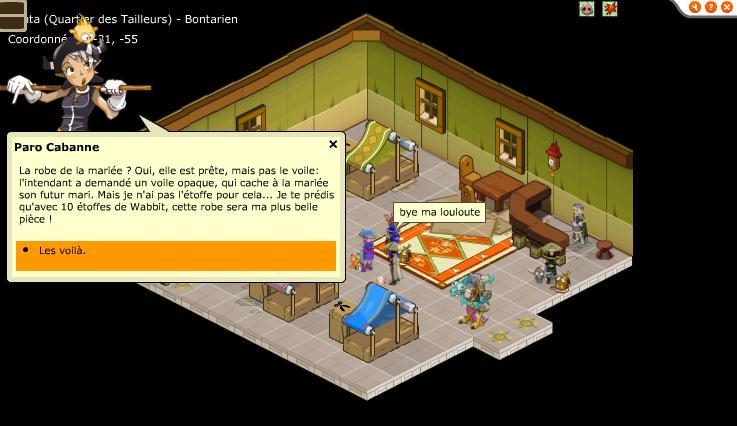 nta (Quartier des Tailleurs) - Bontarien
Coordonné 31, -55
Paro Cabanne
La robe de la mariée ? Oui, elle est prête, mais pas le voile:
l'intendant a demandé un voile opaque, qui cache à la mariée
son futur mari. Mais je n'ai pas l'étoffe pour cela... Je te prédis
qu'avec 10 étoffes de Wabbit, cette robe sera ma plus belle
pièce !
Les voilà.
bye ma louloute